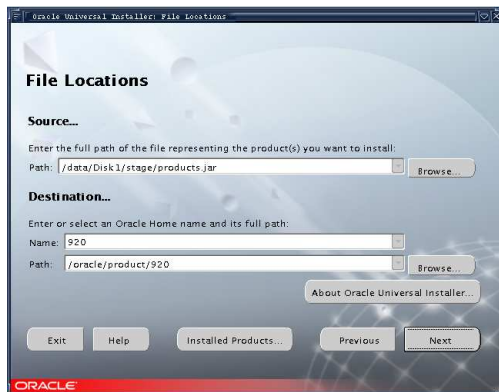 Oracle Universal Installer: File Locations
File Locations
Source...
Enter the full path of the file representing the product(s) you want to install:
Path: /data/Disk1/stage/products.jar
Browse...
Destination...
Enter or select an Oracle Home name and its full path:
Name: 920
Path: /oracle/product/920
Browse...
About Oracle Universal Installer...
Exit Help Installed Products... Previous Next
ORACLE